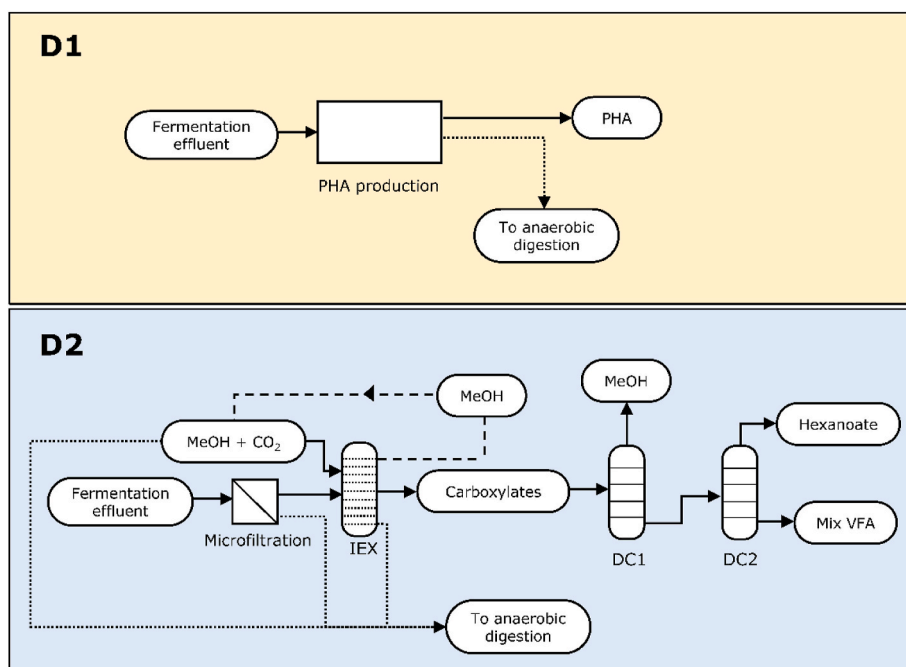 D1
Fermentation
effluent
PHA
PHA production
To anaerobic
digestion
D2
MeOH
MeOH
MeOH + CO₂
Hexanoate
Fermentation
effluent
Carboxylates
Mix VFA
Microfiltration
IEX
DC1
DC2
To anaerobic
digestion